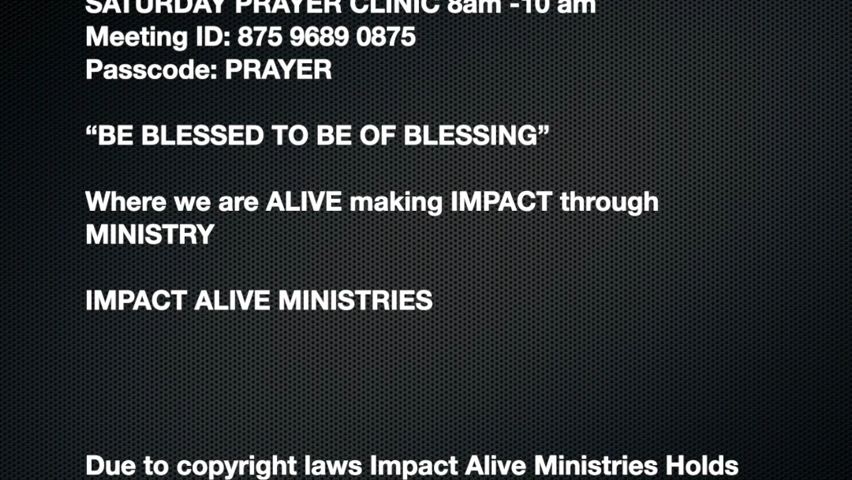 SATURDAY PRAYER CLINIC 8am -10 am
Meeting ID: 875 9689 0875
Passcode: PRAYER
“BE BLESSED TO BE OF BLESSING”
Where we are ALIVE making IMPACT through
MINISTRY
IMPACT ALIVE MINISTRIES
Due to copyright laws Impact Alive Ministries Holds